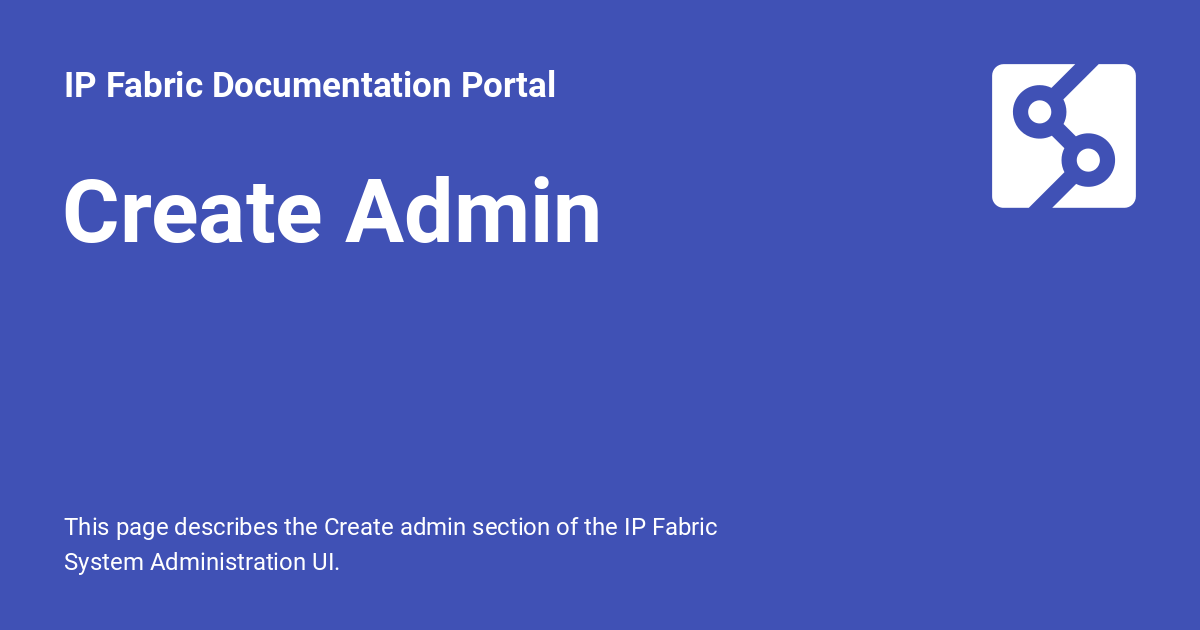 IP Fabric Documentation Portal
Create Admin
This page describes the Create admin section of the IP Fabric
System Administration UI.